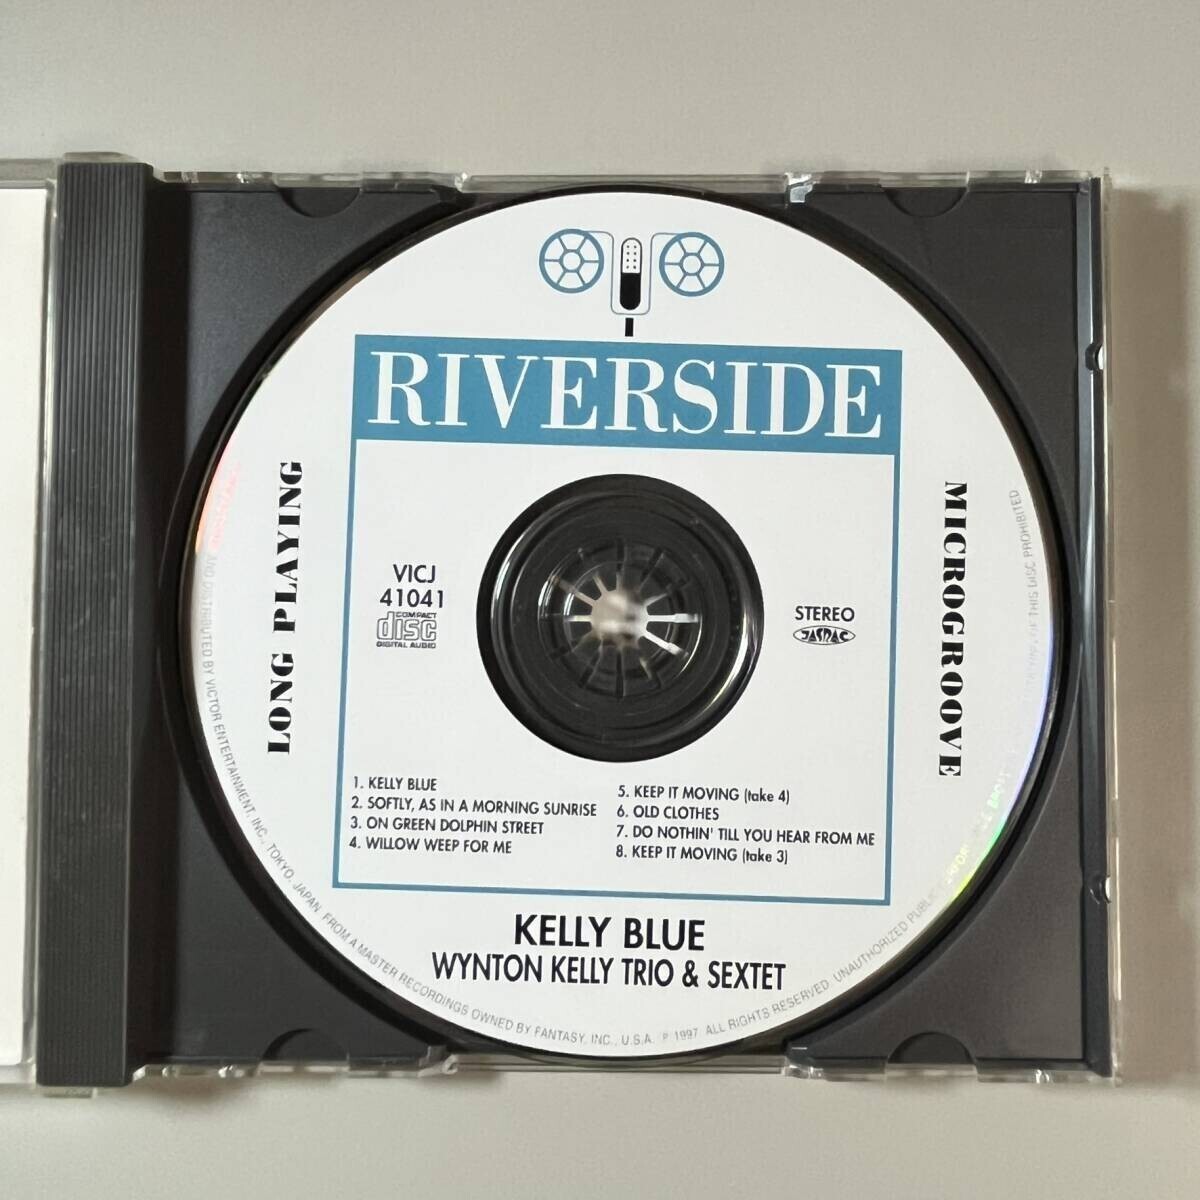 RIVERSIDE
LONG PLAYING
MICROGROOVE
VICJ
41041
COMPACT
disc
DIGITAL AUDIO
STEREO
JASRAC
1. KELLY BLUE
2. SOFTLY, AS IN A MORNING SUNRISE
3. ON GREEN DOLPHIN STREET
4. WILLOW WEEP FOR ME
5. KEEP IT MOVING (take 4)
6. OLD CLOTHES
7. DO NOTHIN' TILL YOU HEAR FROM ME
8. KEEP IT MOVING (take 3)
KELLY BLUE
WYNTON KELLY TRIO & SEXTET
AND DISTRIBUTED BY VICTOR ENTERTAINMENT, INC., TOKYO, JAPAN. FROM A MASTER RECORDINGS OWNED BY FANTASY, INC., U.S.A. ℗ 1997 ALL RIGHTS RESERVED. UNAUTHORIZED PUBLIC OF THIS DISC PROHIBITED